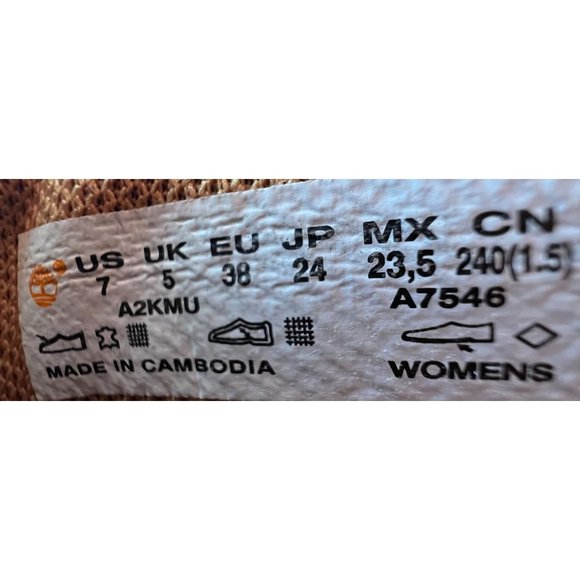 US UK EU JP MX CN
7 5 38 24 23,5 240(1.5)
A2KMU A7546
MADE IN CAMBODIA WOMENS